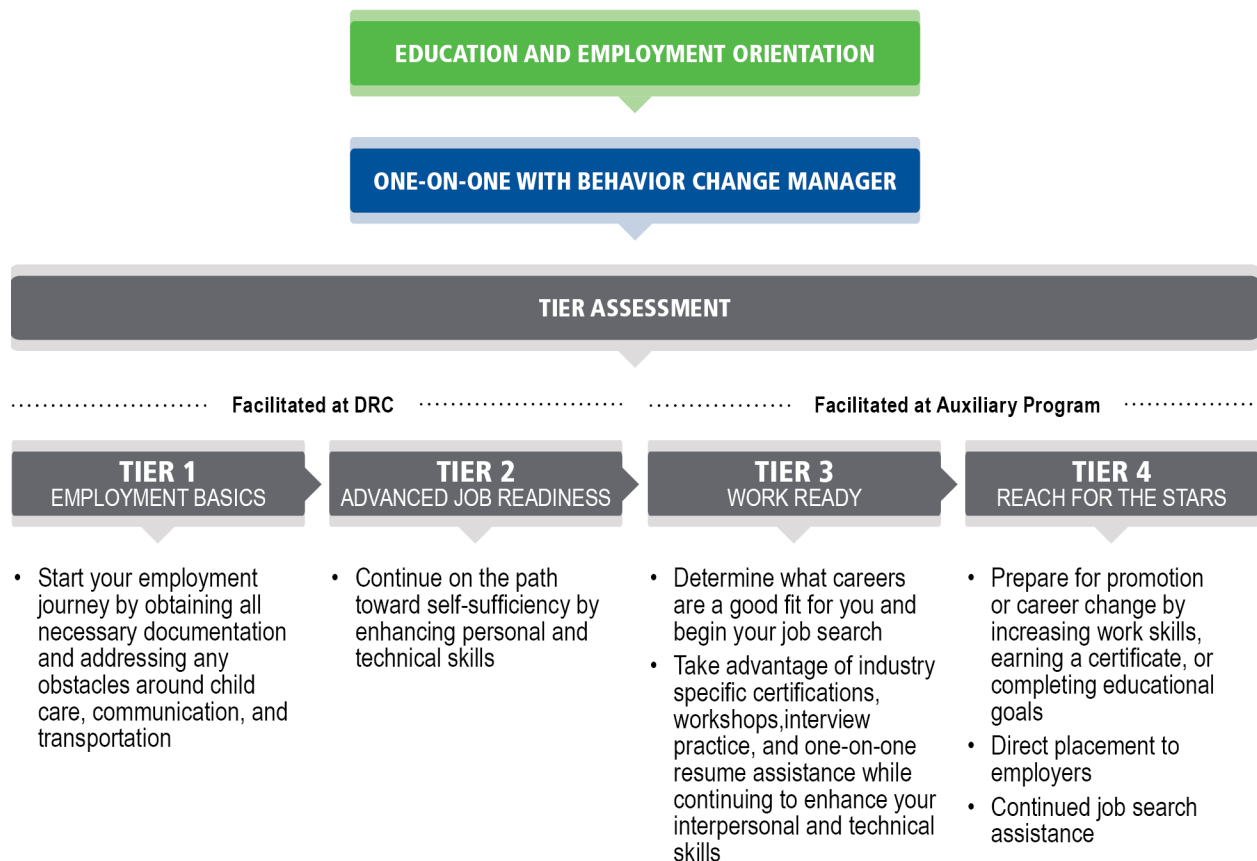 EDUCATION AND EMPLOYMENT ORIENTATION
ONE-ON-ONE WITH BEHAVIOR CHANGE MANAGER
TIER ASSESSMENT
Facilitated at DRC
Facilitated at Auxiliary Program
TIER 1
EMPLOYMENT BASICS
• Start your employment
journey by obtaining all
necessary documentation
and addressing any
obstacles around child
care, communication, and
transportation
TIER 2
ADVANCED JOB READINESS
• Continue on the path
toward self-sufficiency by
enhancing personal and
technical skills
TIER 3
WORK READY
• Determine what careers
are a good fit for you and
begin your job search
• Take advantage of industry
specific certifications,
workshops,interview
practice, and one-on-one
resume assistance while
continuing to enhance your
interpersonal and technical
skills
TIER 4
REACH FOR THE STARS
• Prepare for promotion
or career change by
increasing work skills,
earning a certificate, or
completing educational
goals
• Direct placement to
employers
• Continued job search
assistance